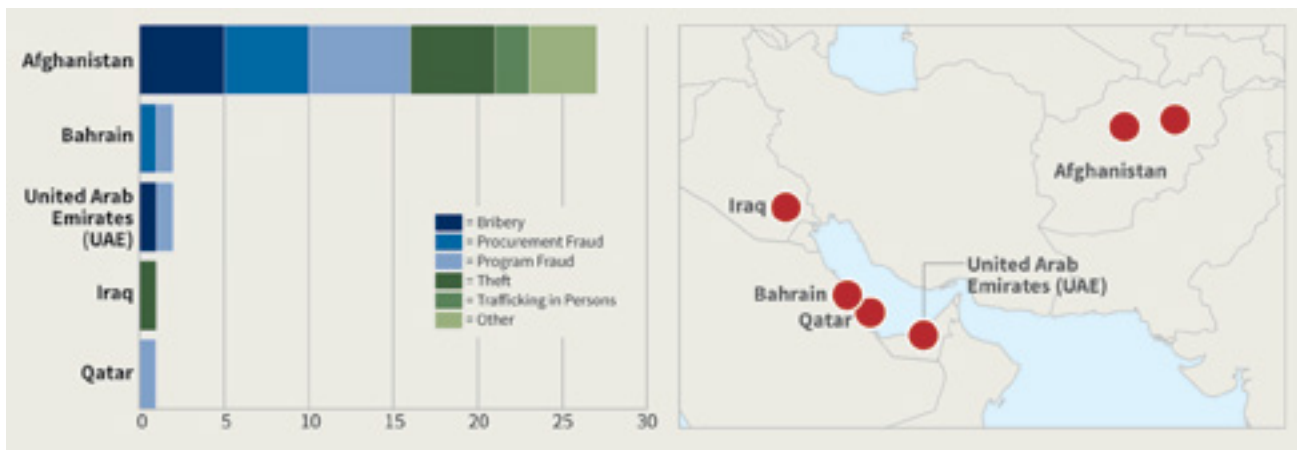 Afghanistan
Bahrain
United Arab
Emirates
(UAE)
Iraq
Qatar
0 5 10 15 20 25 30
= Bribery
= Procurement Fraud
= Program Fraud
= Theft
= Trafficking in Persons
= Other
Afghanistan
Iraq
United Arab
Emirates (UAE)
Bahrain
Qatar